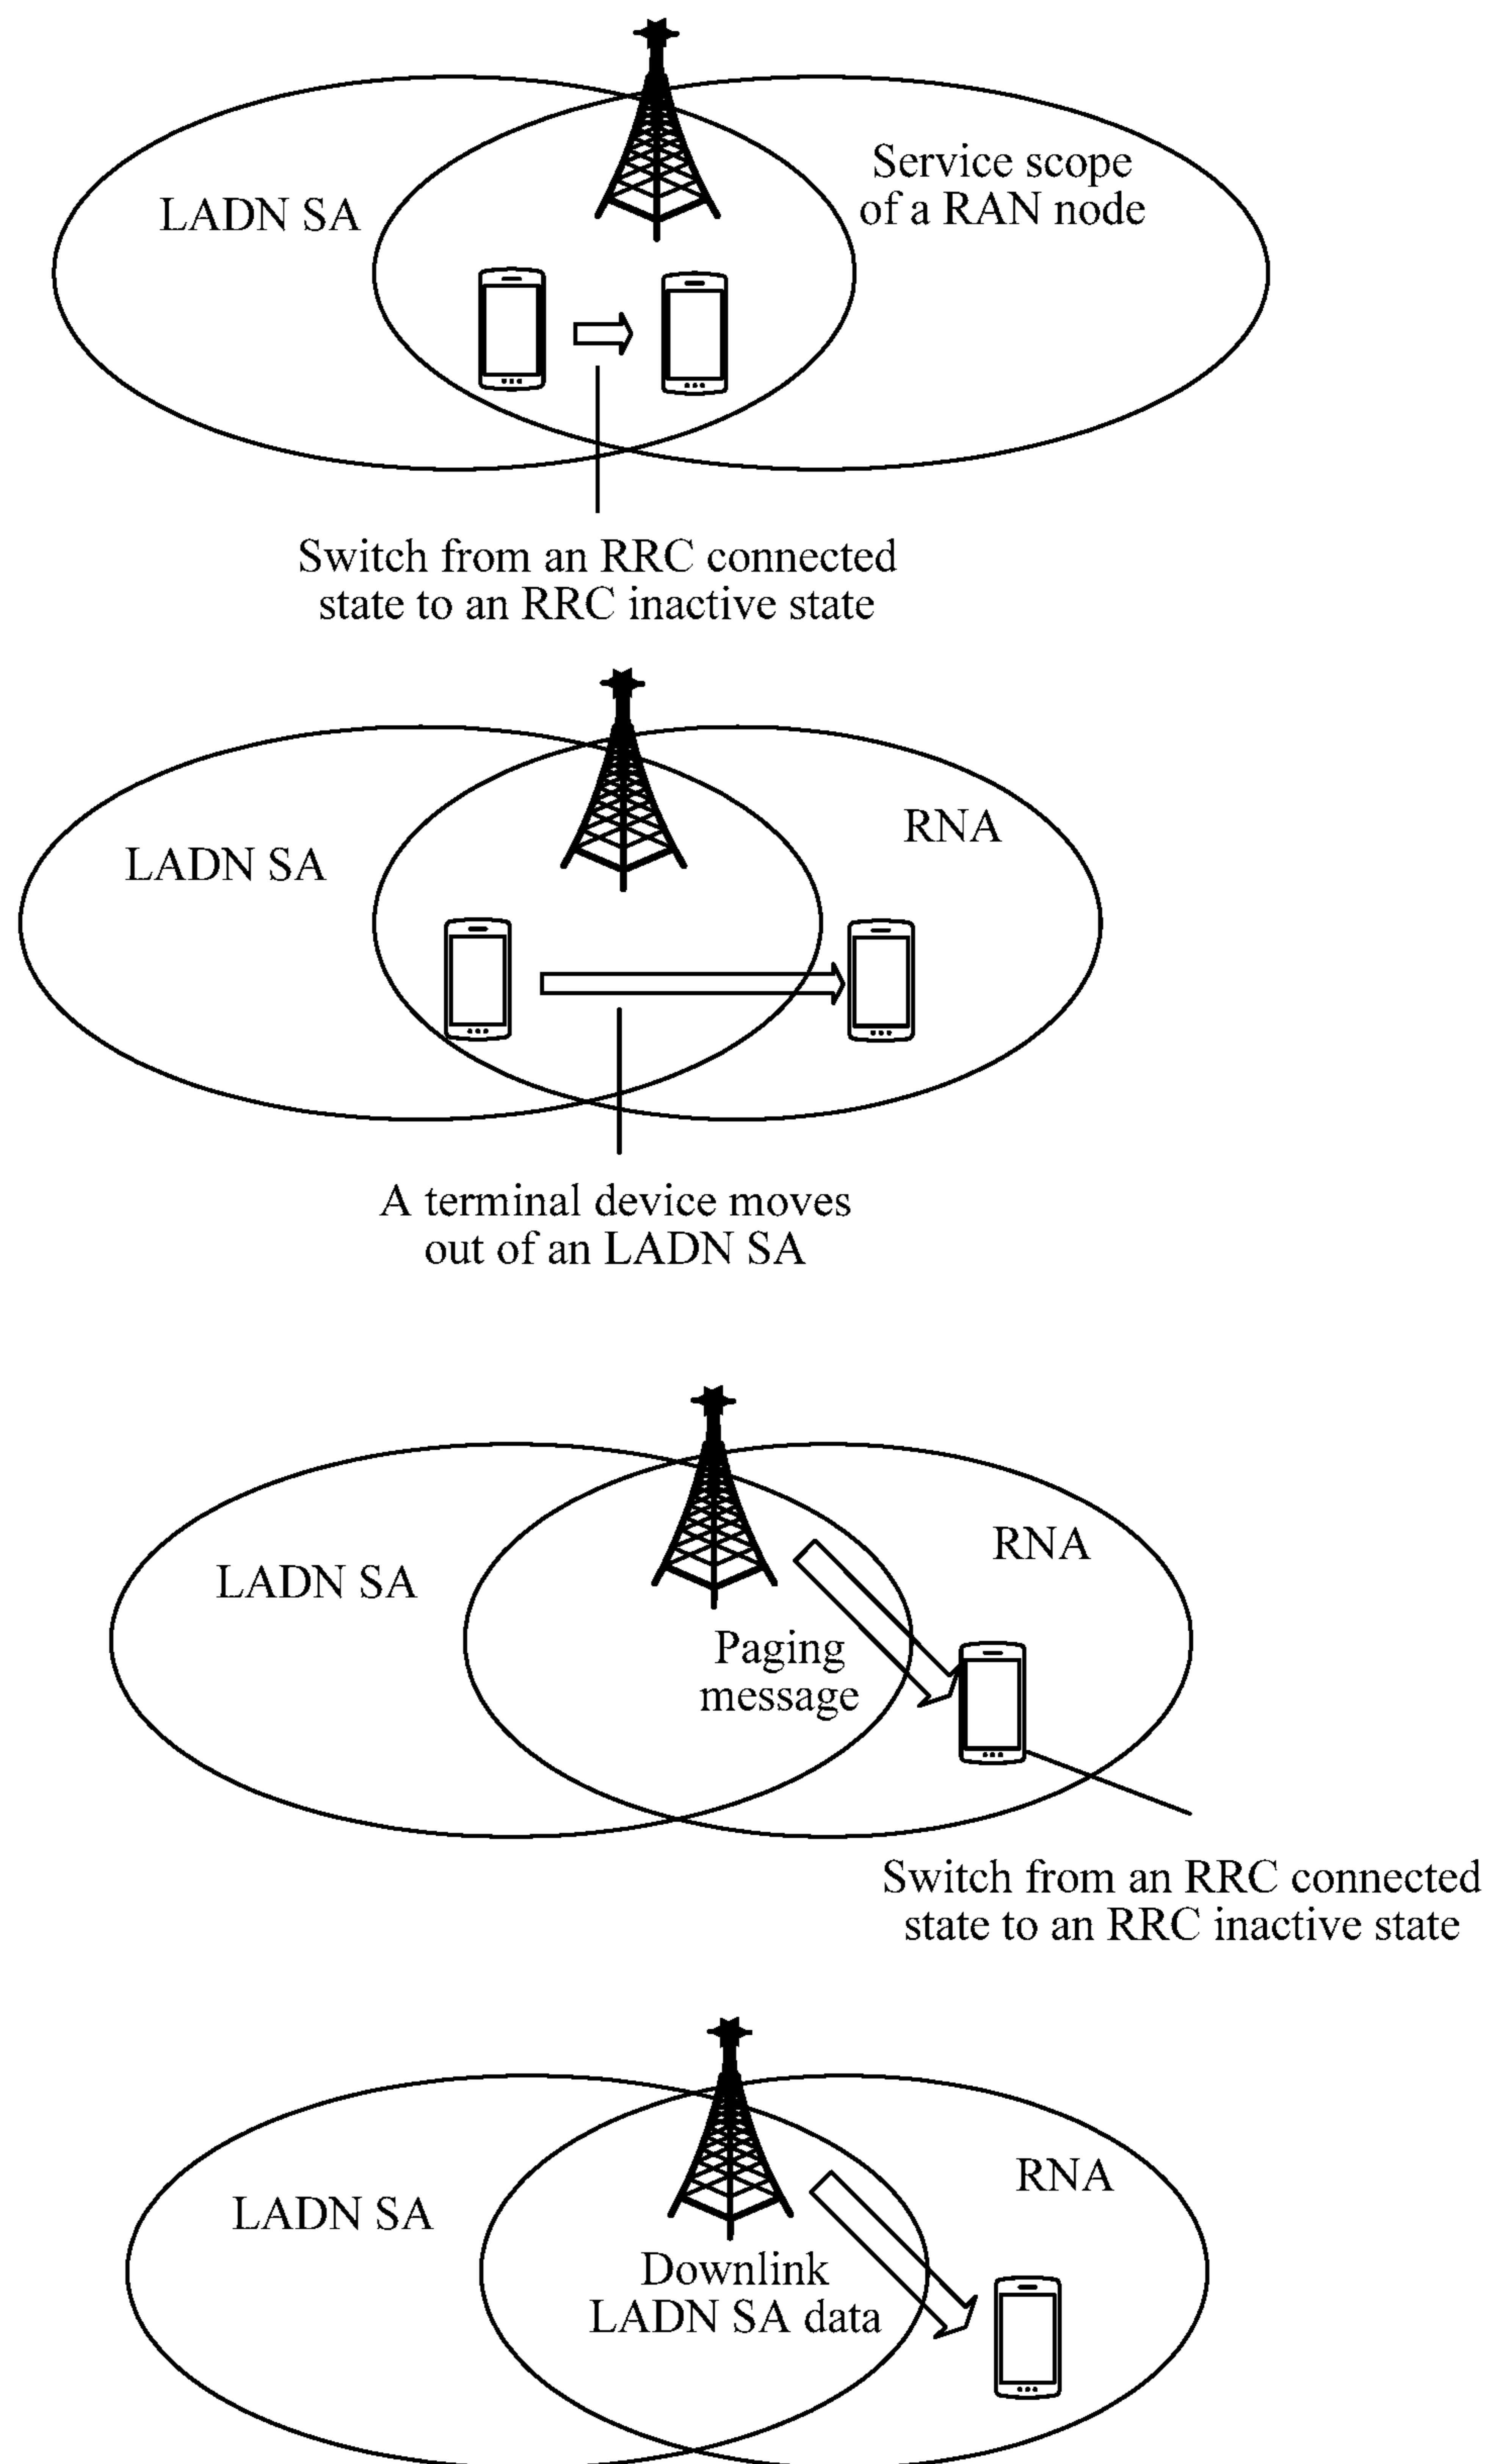 LADN SA
Service scope
of a RAN node
Switch from an RRC connected
state to an RRC inactive state
LADN SA
RNA
A terminal device moves
out of an LADN SA
LADN SA
RNA
Paging
message
Switch from an RRC connected
state to an RRC inactive state
LADN SA
RNA
Downlink
LADN SA data